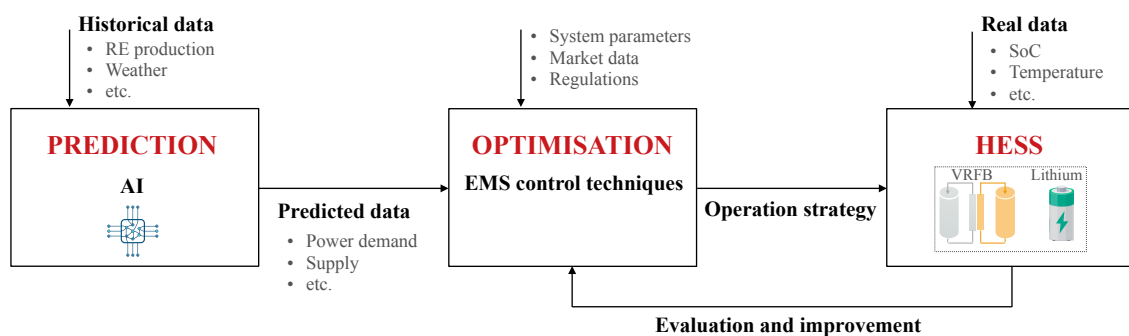 Historical data
• RE production
• Weather
• etc.
PREDICTION
AI
Predicted data
• Power demand
• Supply
• etc.
• System parameters
• Market data
• Regulations
OPTIMISATION
EMS control techniques
Operation strategy
Real data
• SoC
• Temperature
• etc.
HESS
VRFB
Lithium
Evaluation and improvement